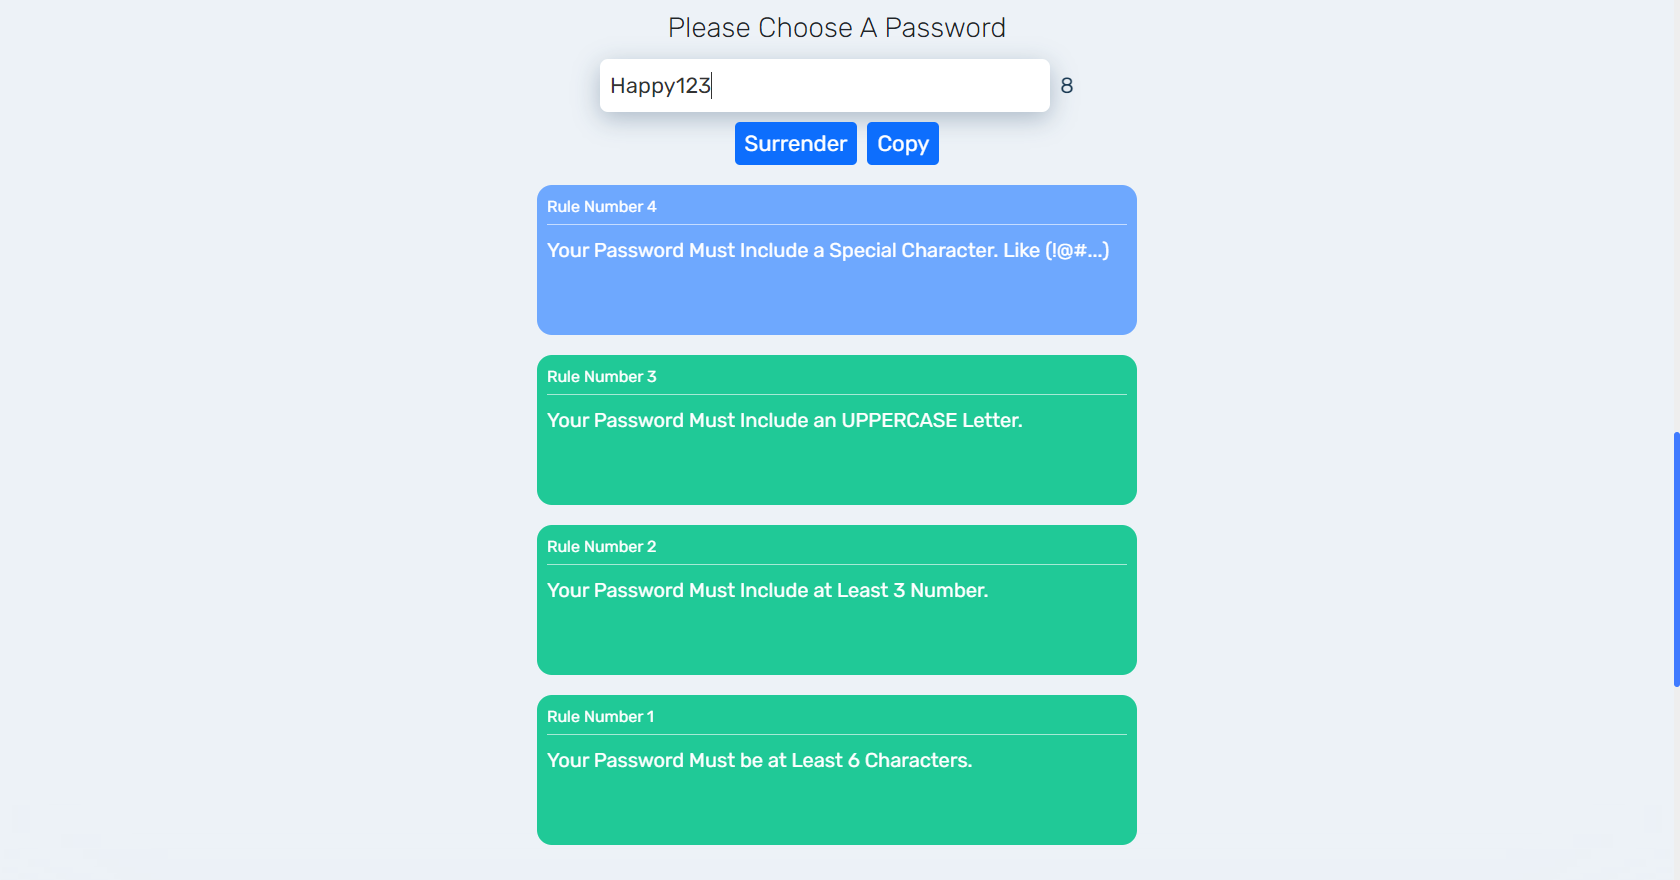 Please Choose A Password
Happy123 8
Surrender Copy
Rule Number 4
Your Password Must Include a Special Character. Like (!@#...)
Rule Number 3
Your Password Must Include an UPPERCASE Letter.
Rule Number 2
Your Password Must Include at Least 3 Number.
Rule Number 1
Your Password Must be at Least 6 Characters.